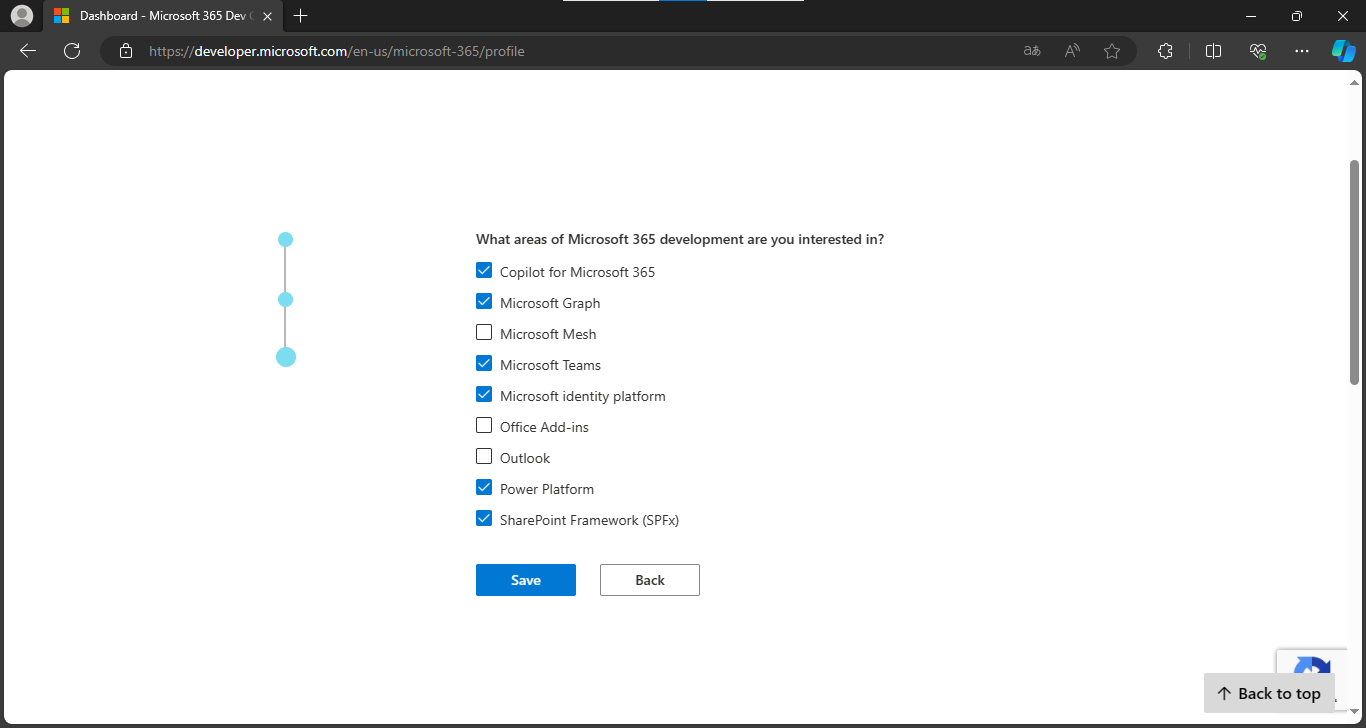 Dashboard - Microsoft 365 Dev
https://developer.microsoft.com/en-us/microsoft-365/profile
What areas of Microsoft 365 development are you interested in?
Copilot for Microsoft 365
Microsoft Graph
Microsoft Mesh
Microsoft Teams
Microsoft identity platform
Office Add-ins
Outlook
Power Platform
SharePoint Framework (SPFx)
Save
Back
Back to top